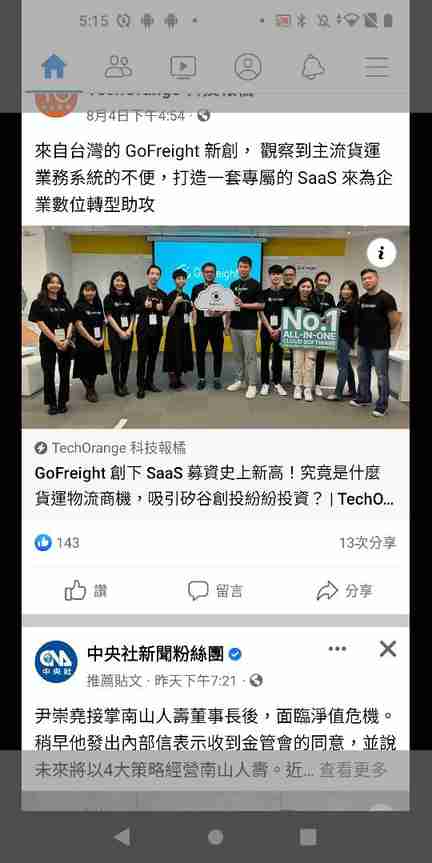 5:15
TechOrange 科技報橘
8月4日下午4:54
來自台灣的 GoFreight 新創， 觀察到主流貨運
業務系統的不便，打造一套專屬的 SaaS 來為企
業數位轉型助攻
GoFreight
No.1
ALL-IN-ONE
CLOUD SOFTWARE
TechOrange 科技報橘
GoFreight 創下 SaaS 募資史上新高！究竟是什麼
貨運物流商機，吸引矽谷創投紛紛投資？ | TechO...
143
13次分享
讚
留言
分享
CNA
中央社
中央社新聞粉絲團
推薦貼文 · 昨天下午7:21
尹崇堯接掌南山人壽董事長後，面臨淨值危機。
稍早他發出內部信表示收到金管會的同意，並說
未來將以4大策略經營南山人壽。近... 查看更多